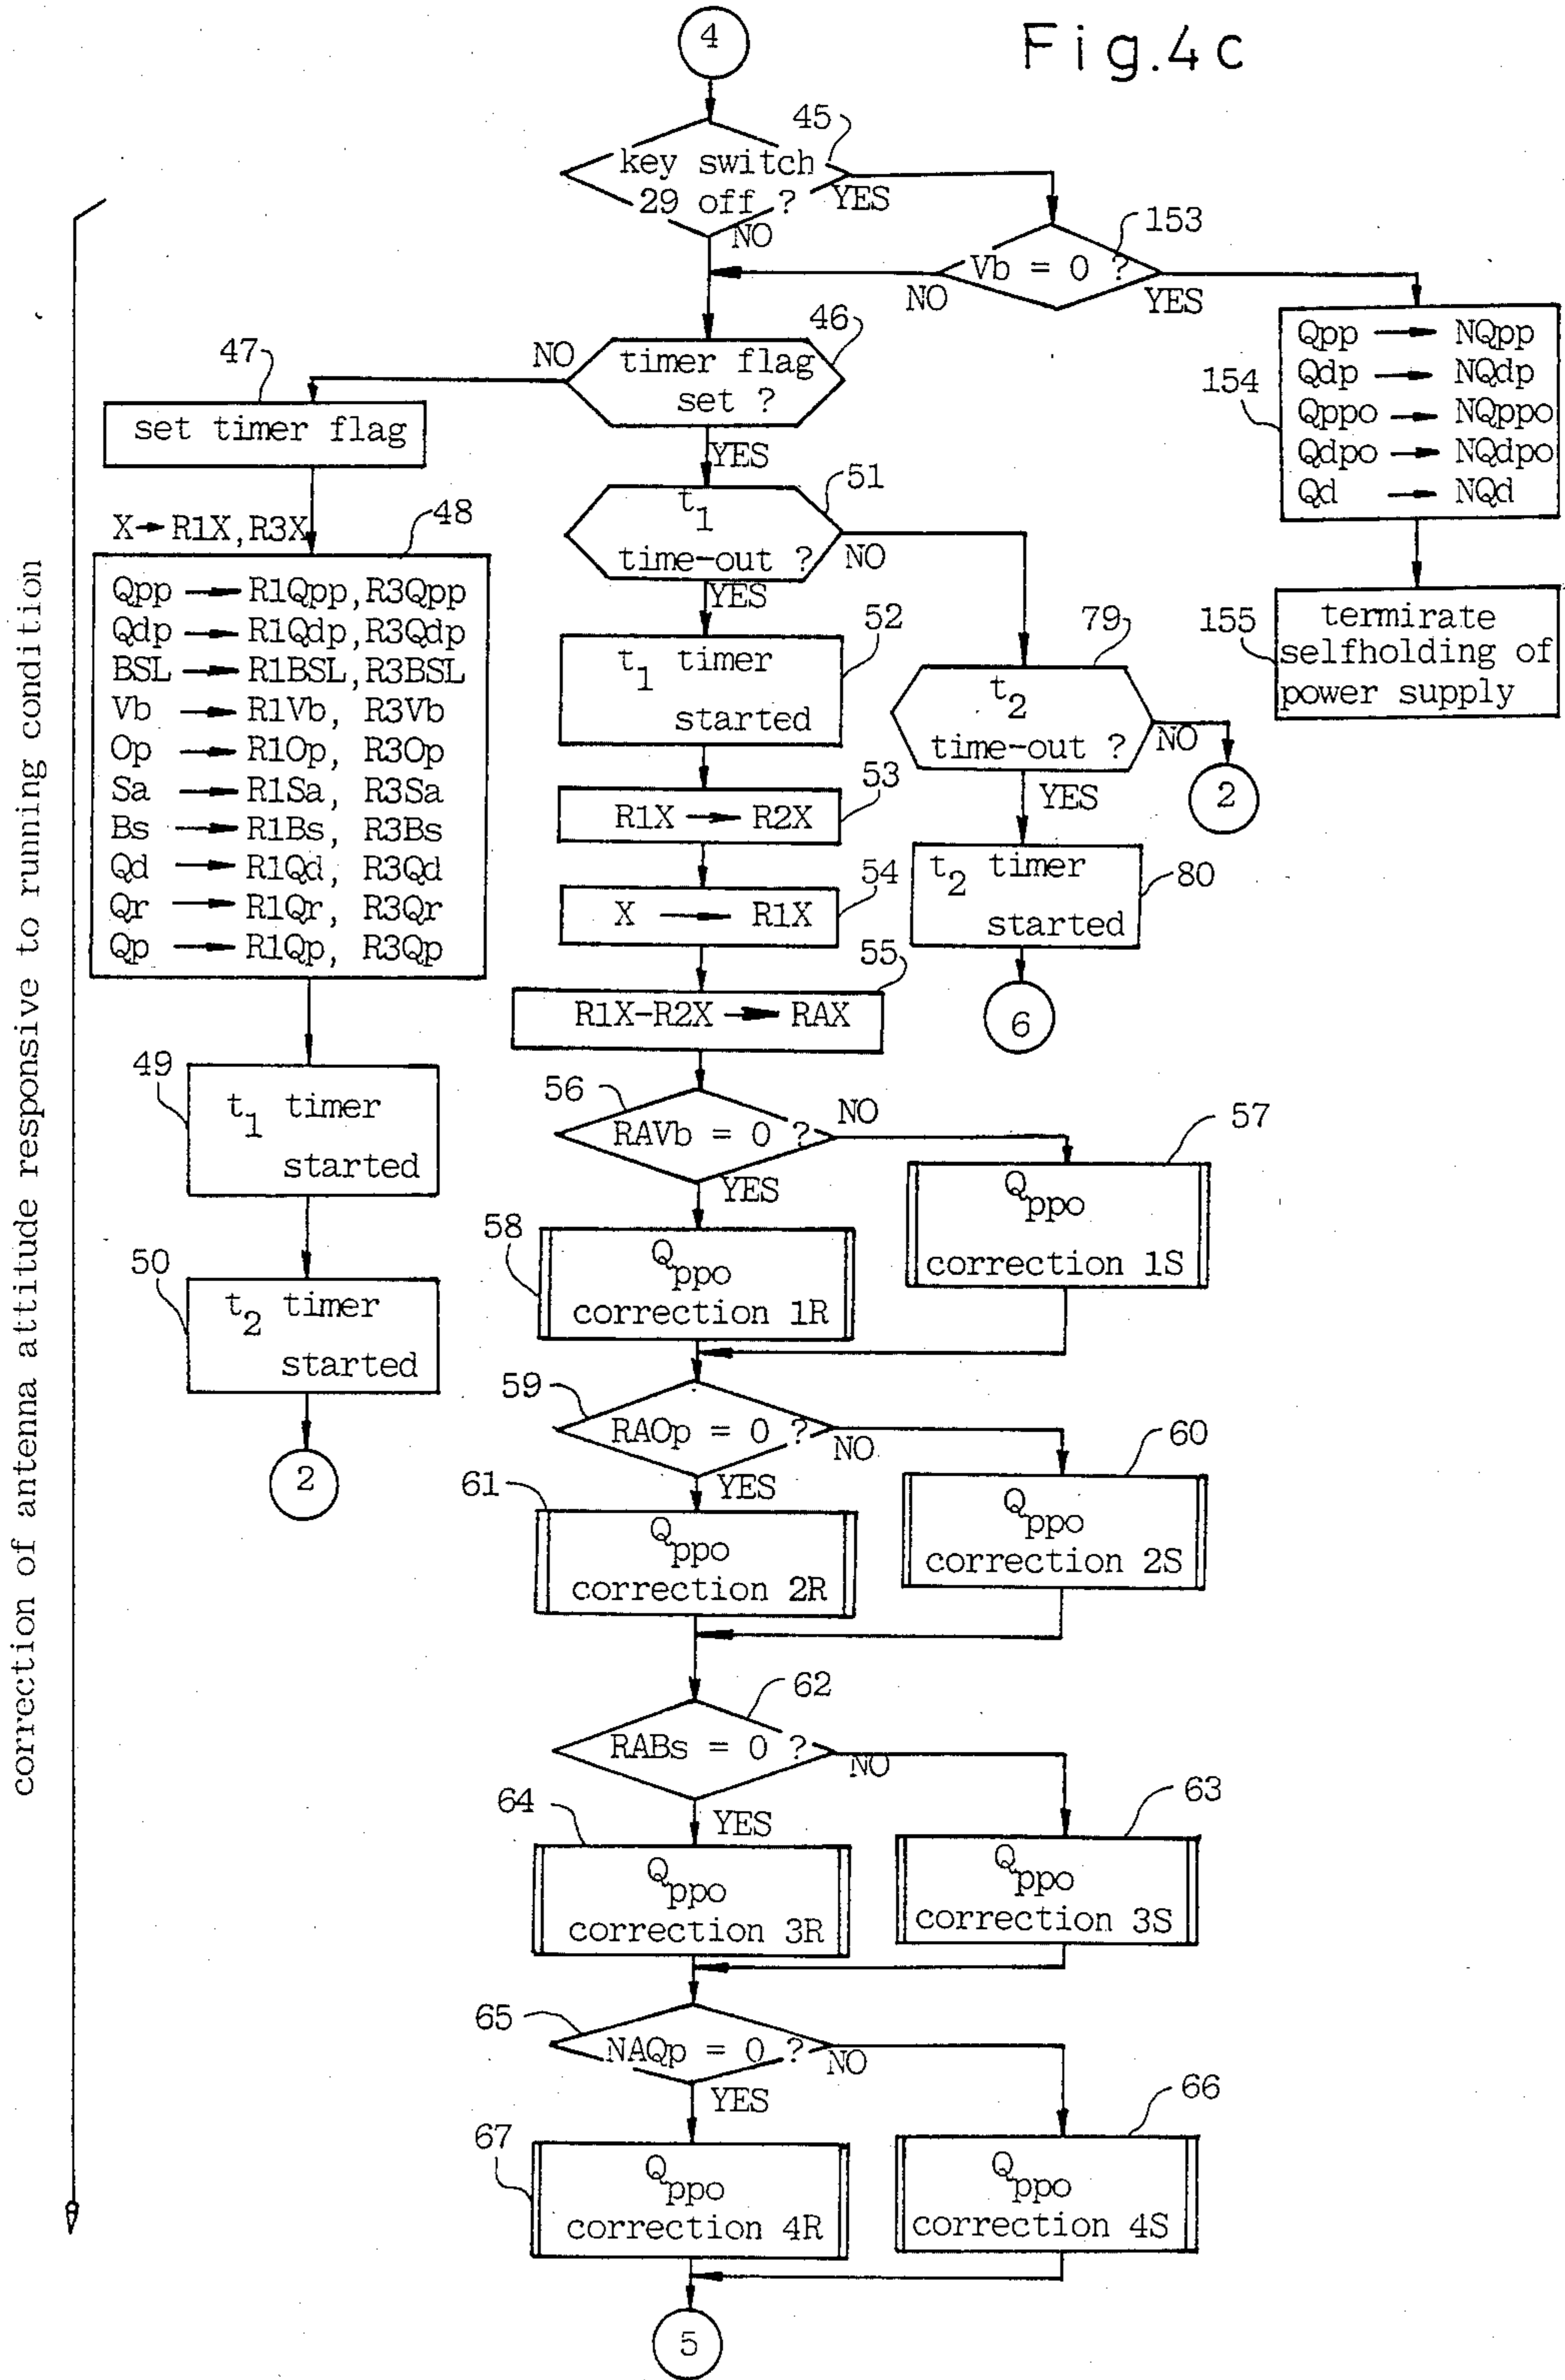 Fig.4c
4
45
key switch
29 off ?
YES
NO
153
Vb = 0 ?
NO
YES
154
Qpp → NQpp
Qdp → NQdp
Qppo → NQppo
Qdpo → NQdpo
Qd → NQd
155
termirate
selfholding of
power supply
46
timer flag
set ?
NO
YES
47
set timer flag
X → R1X, R3X
48
Qpp → R1Qpp, R3Qpp
Qdp → R1Qdp, R3Qdp
BSL → R1BSL, R3BSL
Vb → R1Vb, R3Vb
Op → R1Op, R3Op
Sa → R1Sa, R3Sa
Bs → R1Bs, R3Bs
Qd → R1Qd, R3Qd
Qr → R1Qr, R3Qr
Qp → R1Qp, R3Qp
49
t1 timer
started
50
t2 timer
started
2
51
t1
time-out ?
NO
YES
52
t1 timer
started
79
t2
time-out ?
NO
2
YES
80
t2 timer
started
6
53
R1X → R2X
54
X → R1X
55
R1X-R2X → RAX
56
RAVb = 0 ?
NO
YES
57
Qppo
correction 1S
58
Qppo
correction 1R
59
RAOp = 0 ?
NO
YES
60
Qppo
correction 2S
61
Qppo
correction 2R
62
RABs = 0 ?
NO
YES
63
Qppo
correction 3S
64
Qppo
correction 3R
65
NAQp = 0 ?
NO
YES
66
Qppo
correction 4S
67
Qppo
correction 4R
5
correction of antenna attitude responsive to running condition